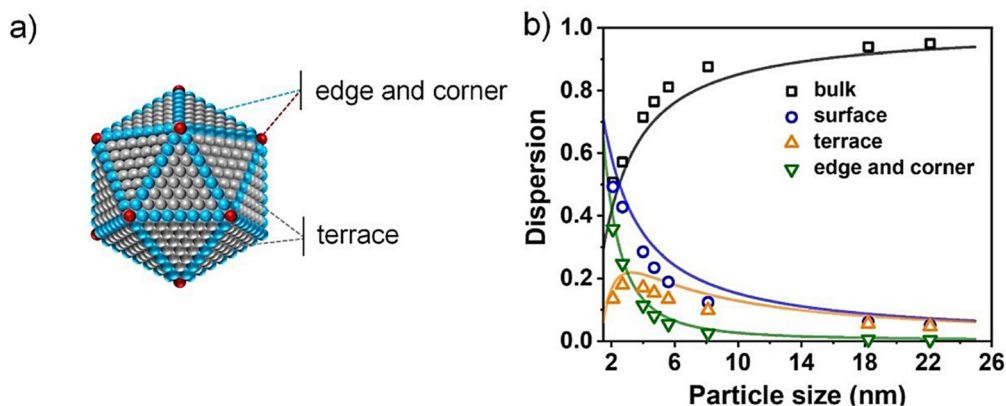 a)
edge and corner
terrace
b)
Dispersion
1.0
0.8
0.6
0.4
0.2
0.0
bulk
surface
terrace
edge and corner
2 6 10 14 18 22 26
Particle size (nm)